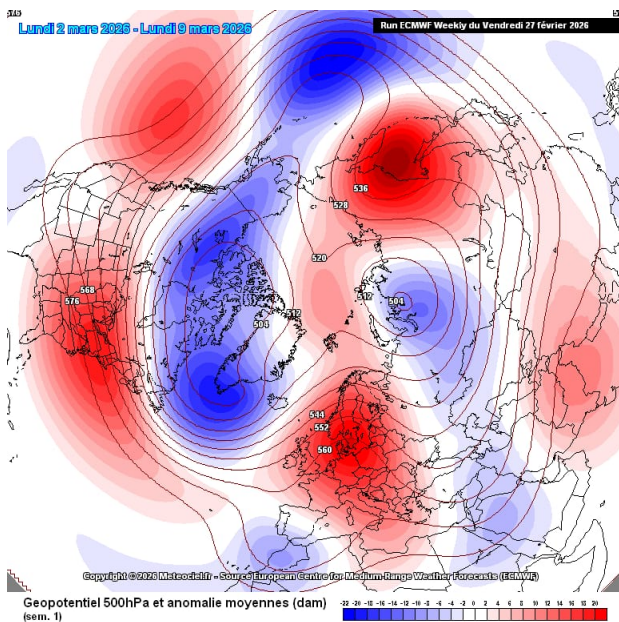 576
Lundi 2 mars 2026 - Lundi 9 mars 2026
Run ECMWF Weekly du Vendredi 27 février 2026
536
528
520
568
576
512
504
512
504
544
552
560
Copyright © 2026 Meteociel.fr - Source European Centre for Medium-Range Weather Forecasts (ECMWF)
Geopotentiel 500hPa et anomalie moyennes (dam)
(sem. 1)
-22 -20 -18 -16 -14 -12 -10 -8 -6 -4 -2 0 2 4 6 8 10 12 14 16 18 20